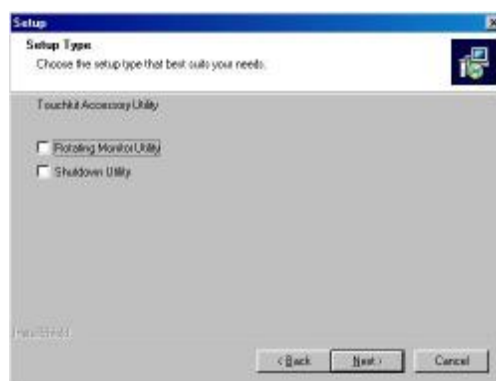 Setup
Setup Type
Choose the setup type that best suits your needs.
Touchkit Accessory Utility
Rotating Monitor Utility
Shutdown Utility
InstallShield
< Back Next > Cancel